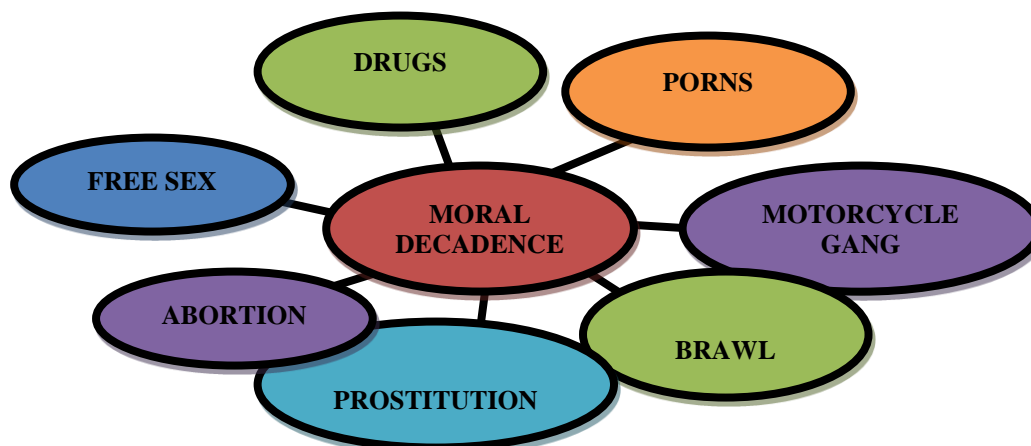 DRUGS
PORNS
FREE SEX
MORAL
DECADENCE
MOTORCYCLE
GANG
ABORTION
BRAWL
PROSTITUTION